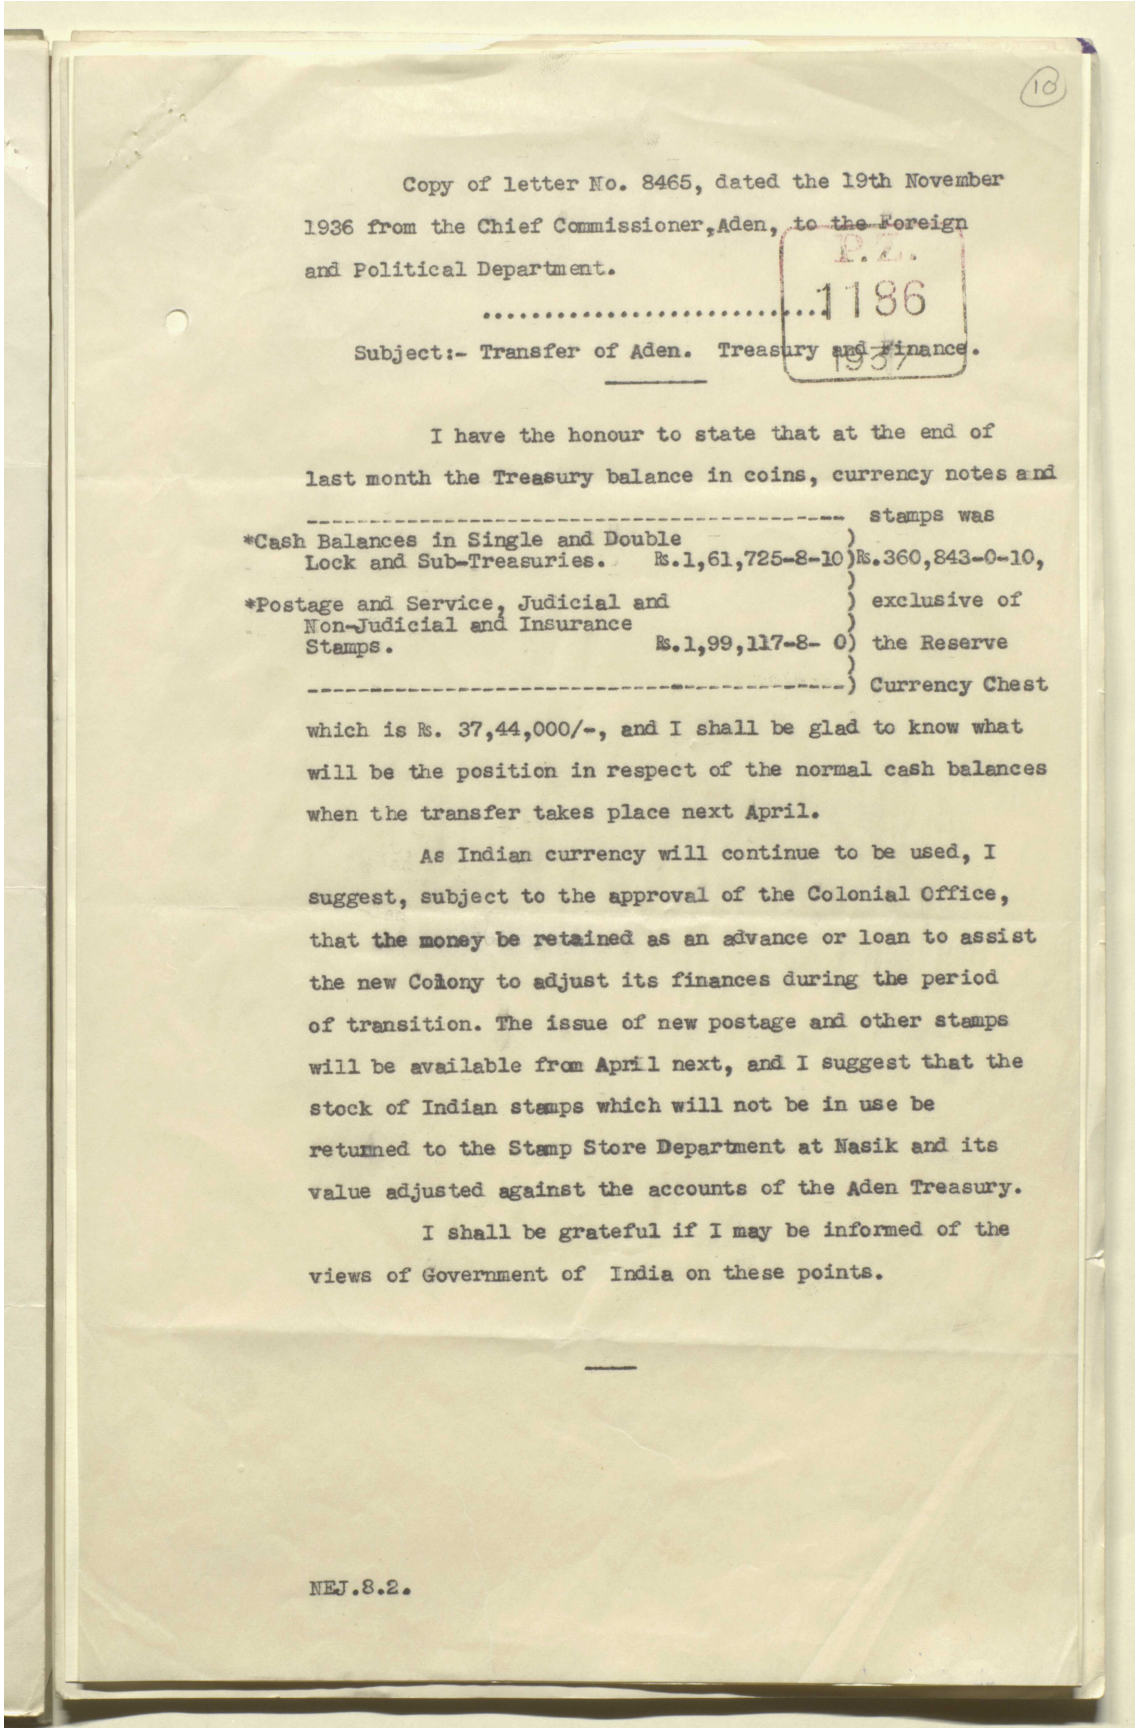 10
Copy of letter No. 8465, dated the 19th November
1936 from the Chief Commissioner, Aden, to the Foreign
and Political Department.
P.Z.
1186
1937
..............................
Subject:- Transfer of Aden. Treasury and Finance.
I have the honour to state that at the end of
last month the Treasury balance in coins, currency notes and
------------------------------------------- stamps was
*Cash Balances in Single and Double )
Lock and Sub-Treasuries. Rs.1,61,725-8-10)Rs.360,843-0-10,
)
*Postage and Service, Judicial and ) exclusive of
Non-Judicial and Insurance )
Stamps. Rs.1,99,117-8- 0) the Reserve
)
-------------------------------------------) Currency Chest
which is Rs. 37,44,000/-, and I shall be glad to know what
will be the position in respect of the normal cash balances
when the transfer takes place next April.
As Indian currency will continue to be used, I
suggest, subject to the approval of the Colonial Office,
that the money be retained as an advance or loan to assist
the new Colony to adjust its finances during the period
of transition. The issue of new postage and other stamps
will be available from April next, and I suggest that the
stock of Indian stamps which will not be in use be
returned to the Stamp Store Department at Nasik and its
value adjusted against the accounts of the Aden Treasury.
I shall be grateful if I may be informed of the
views of Government of India on these points.
NEJ.8.2.